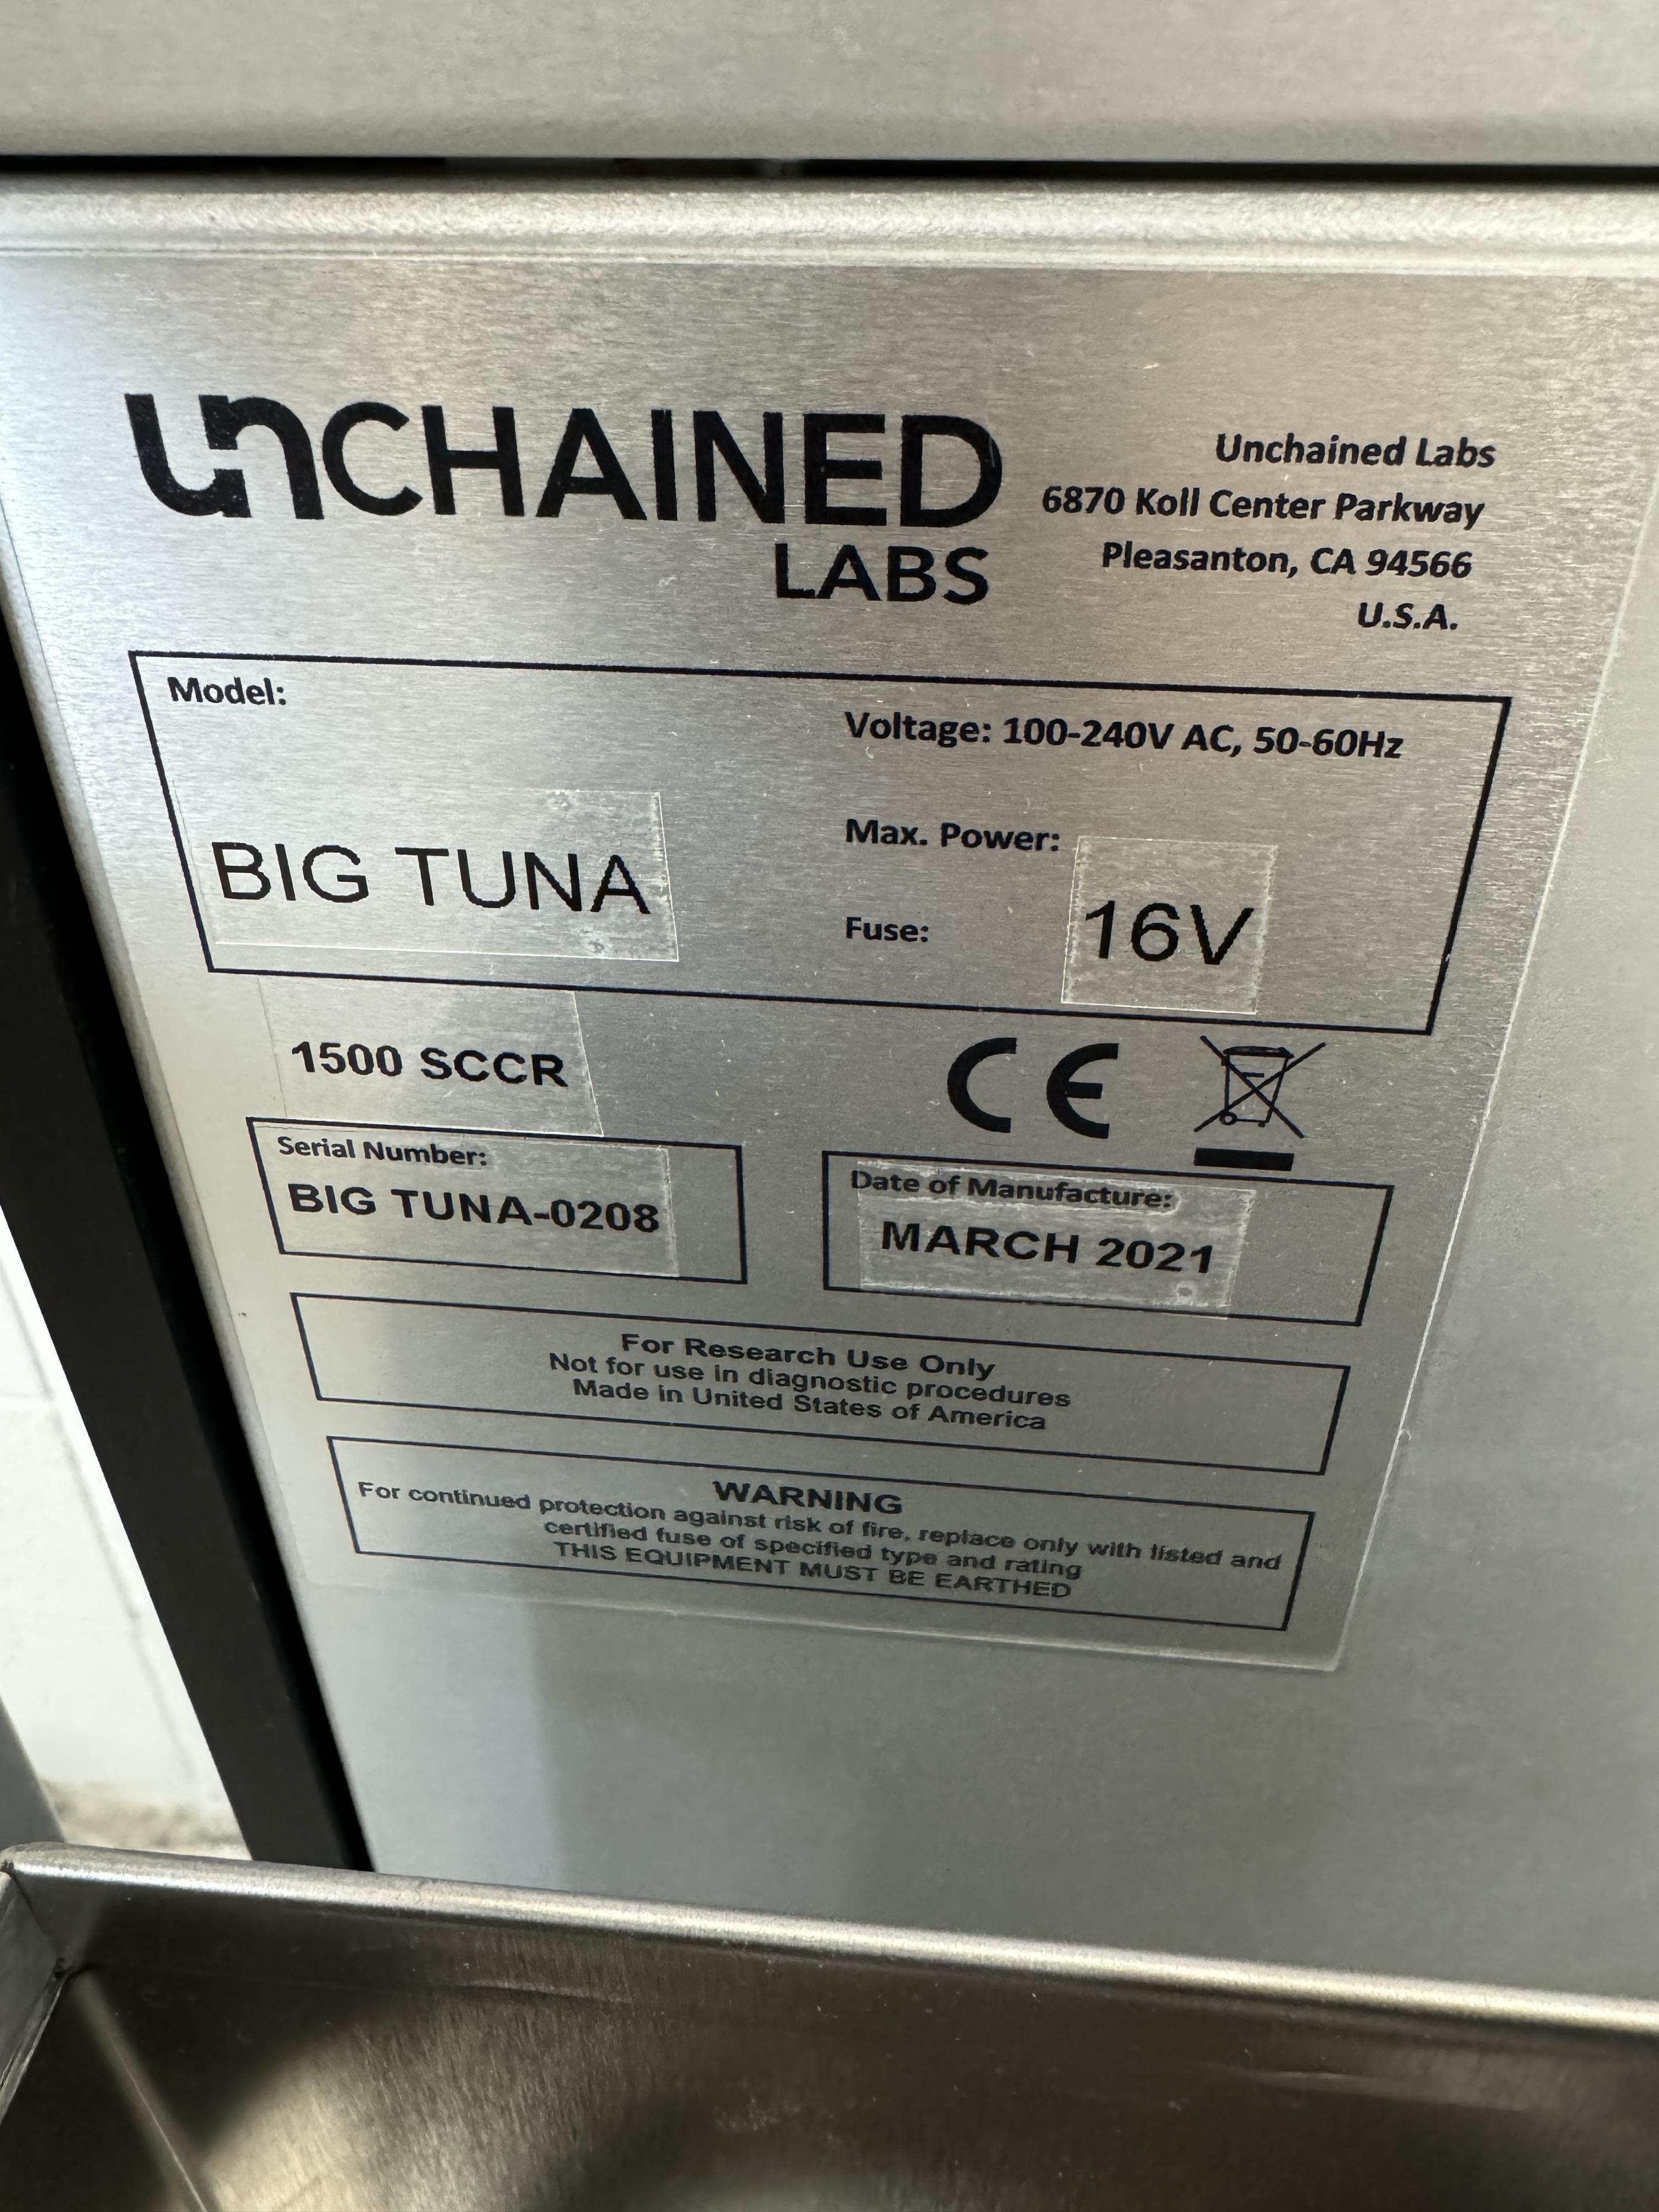 UNCHAINED
LABS
Unchained Labs
6870 Koll Center Parkway
Pleasanton, CA 94566
U.S.A.
Model:
BIG TUNA
Voltage: 100-240V AC, 50-60Hz
Max. Power:
Fuse:
16V
1500 SCCR
CE
Serial Number:
BIG TUNA-0208
Date of Manufacture:
MARCH 2021
For Research Use Only
Not for use in diagnostic procedures
Made in United States of America
WARNING
For continued protection against risk of fire, replace only with listed and
certified fuse of specified type and rating
THIS EQUIPMENT MUST BE EARTHED